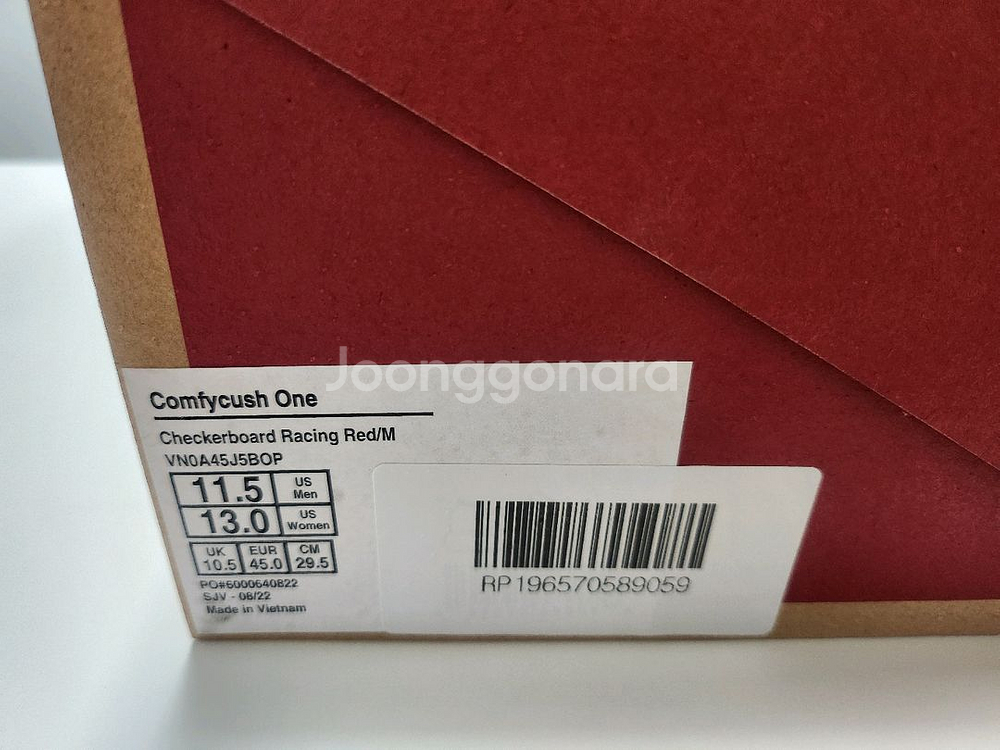 Joonggonara
Comfycush One
Checkerboard Racing Red/M
VN0A45J5BOP
11.5 US Men
13.0 US Women
UK EUR CM
10.5 45.0 29.5
PO#6000640822
SJV - 08/22
Made in Vietnam
RP196570589059